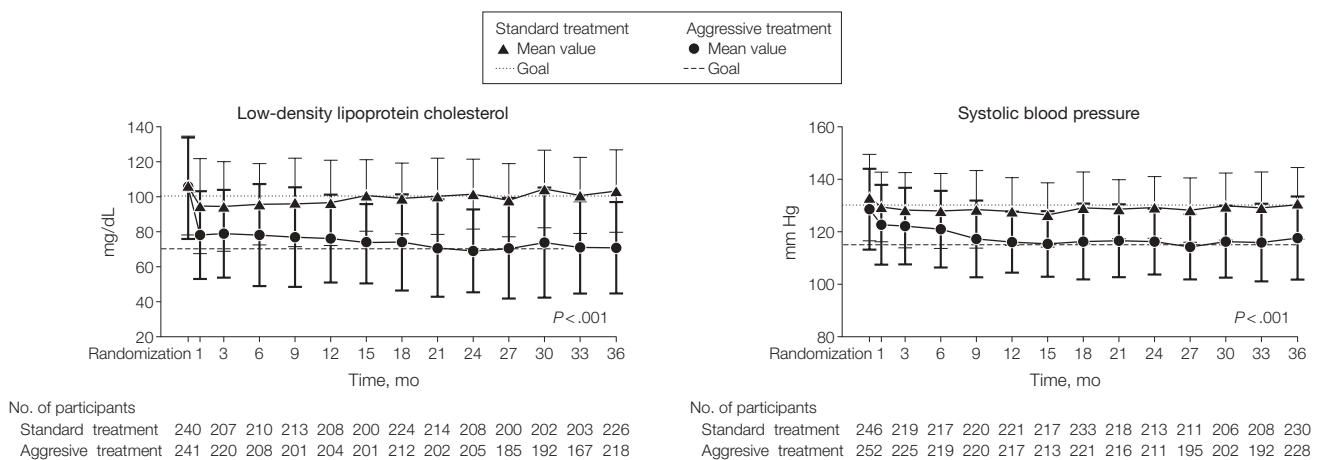 Standard treatment Aggressive treatment
▲ Mean value ● Mean value
Goal Goal
Low-density lipoprotein cholesterol
140
120
100
80
60
40
20
mg/dL
P<.001
Randomization 1 3 6 9 12 15 18 21 24 27 30 33 36
Time, mo
No. of participants
Standard treatment 240 207 210 213 208 200 224 214 208 200 202 203 226
Aggresive treatment 241 220 208 201 204 201 212 202 205 185 192 167 218
Systolic blood pressure
160
140
120
100
80
mm Hg
P<.001
Randomization 1 3 6 9 12 15 18 21 24 27 30 33 36
Time, mo
No. of participants
Standard treatment 246 219 217 220 221 217 233 218 213 211 206 208 230
Aggresive treatment 252 225 219 220 217 213 221 216 211 195 202 192 228